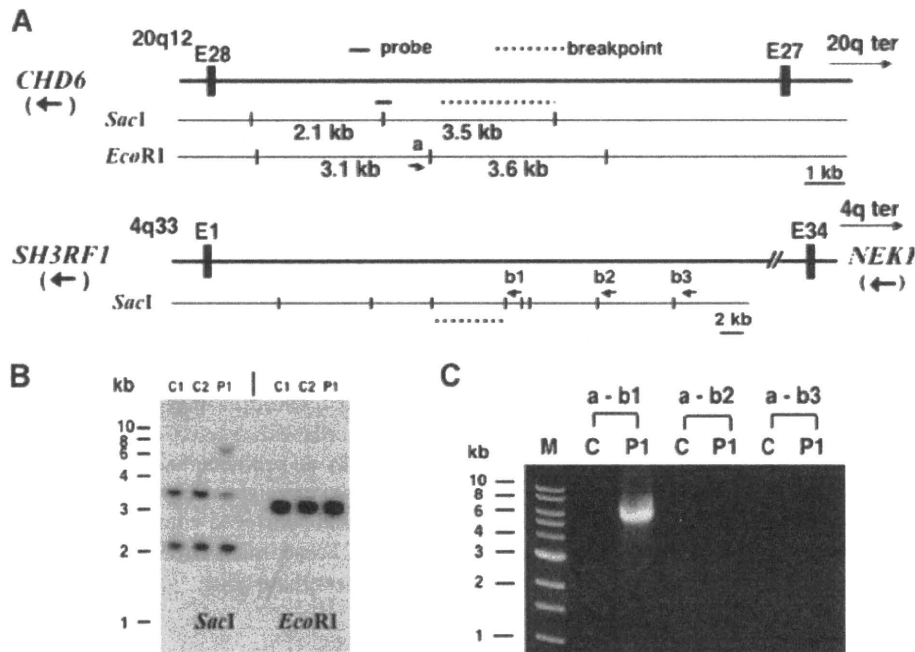 A
20q12
E28
probe
breakpoint
E27
20q ter
CHD6
(←)
SacI
2.1 kb
3.5 kb
EcoRI
a
3.1 kb
3.6 kb
1 kb
4q33
E1
E34
4q ter
SH3RF1
(←)
NEK1
(←)
b1
b2
b3
SacI
2 kb
B
kb
C1 C2 P1 | C1 C2 P1
10
8
6
4
3
2
1
SacI
EcoRI
C
a - b1
a - b2
a - b3
kb
M
C
P1
C
P1
C
P1
10
8
6
4
3
2
1